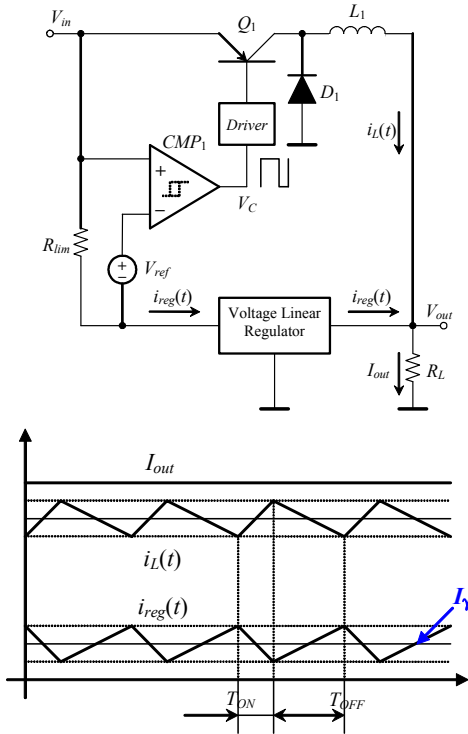 V_in
Q_1
L_1
D_1
Driver
i_L(t)
CMP_1
+
−
V_C
R_lim
+
−
V_ref
i_reg(t)
Voltage Linear
Regulator
i_reg(t)
V_out
I_out
R_L
I_out
i_L(t)
i_reg(t)
I_γ
T_ON
T_OFF